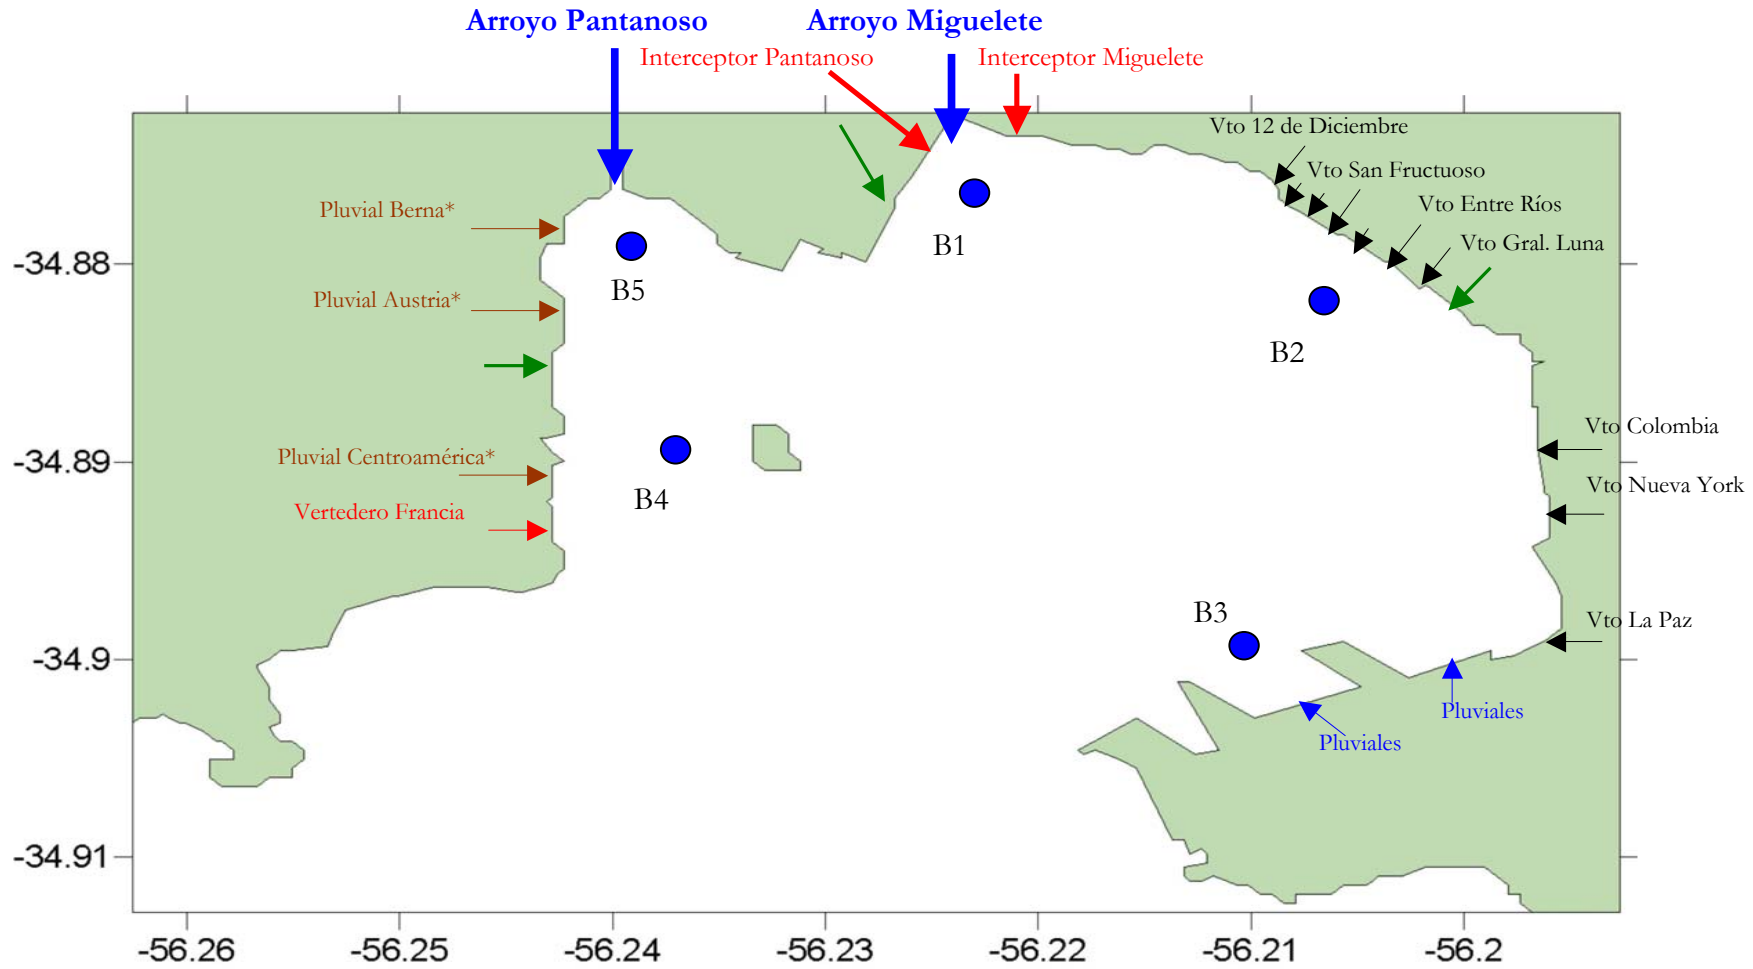 Arroyo Pantanoso
Arroyo Miguelete
Interceptor Pantanoso
Interceptor Miguelete
Vto 12 de Diciembre
Vto San Fructuoso
Pluvial Berna*
Vto Entre Ríos
B1
Vto Gral. Luna
-34.88
B5
Pluvial Austria*
B2
Vto Colombia
-34.89
Pluvial Centroamérica*
B4
Vto Nueva York
Vertedero Francia
B3
Vto La Paz
-34.9
Pluviales
Pluviales
-34.91
-56.26
-56.25
-56.24
-56.23
-56.22
-56.21
-56.2